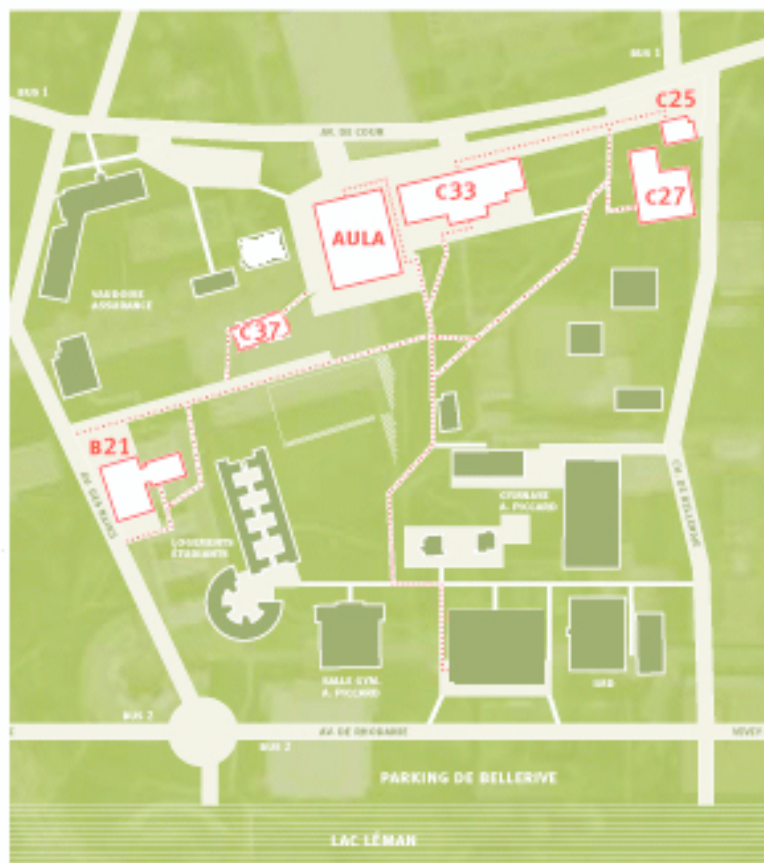 BUS 1
BUS 1
C25
AV. DE COUR
C33
C27
AULA
VAUDOISE
ASSURANCE
C37
B21
AV. DES BAINS
GYMNASE
A. PICCARD
CH. DE BELLERIVE
LOGEMENTS
ÉTUDIANTS
SALLE GYM.
A. PICCARD
BUS 2
AV. DE RHODANIE
VEVEY
BUS 2
PARKING DE BELLERIVE
LAC LÉMAN